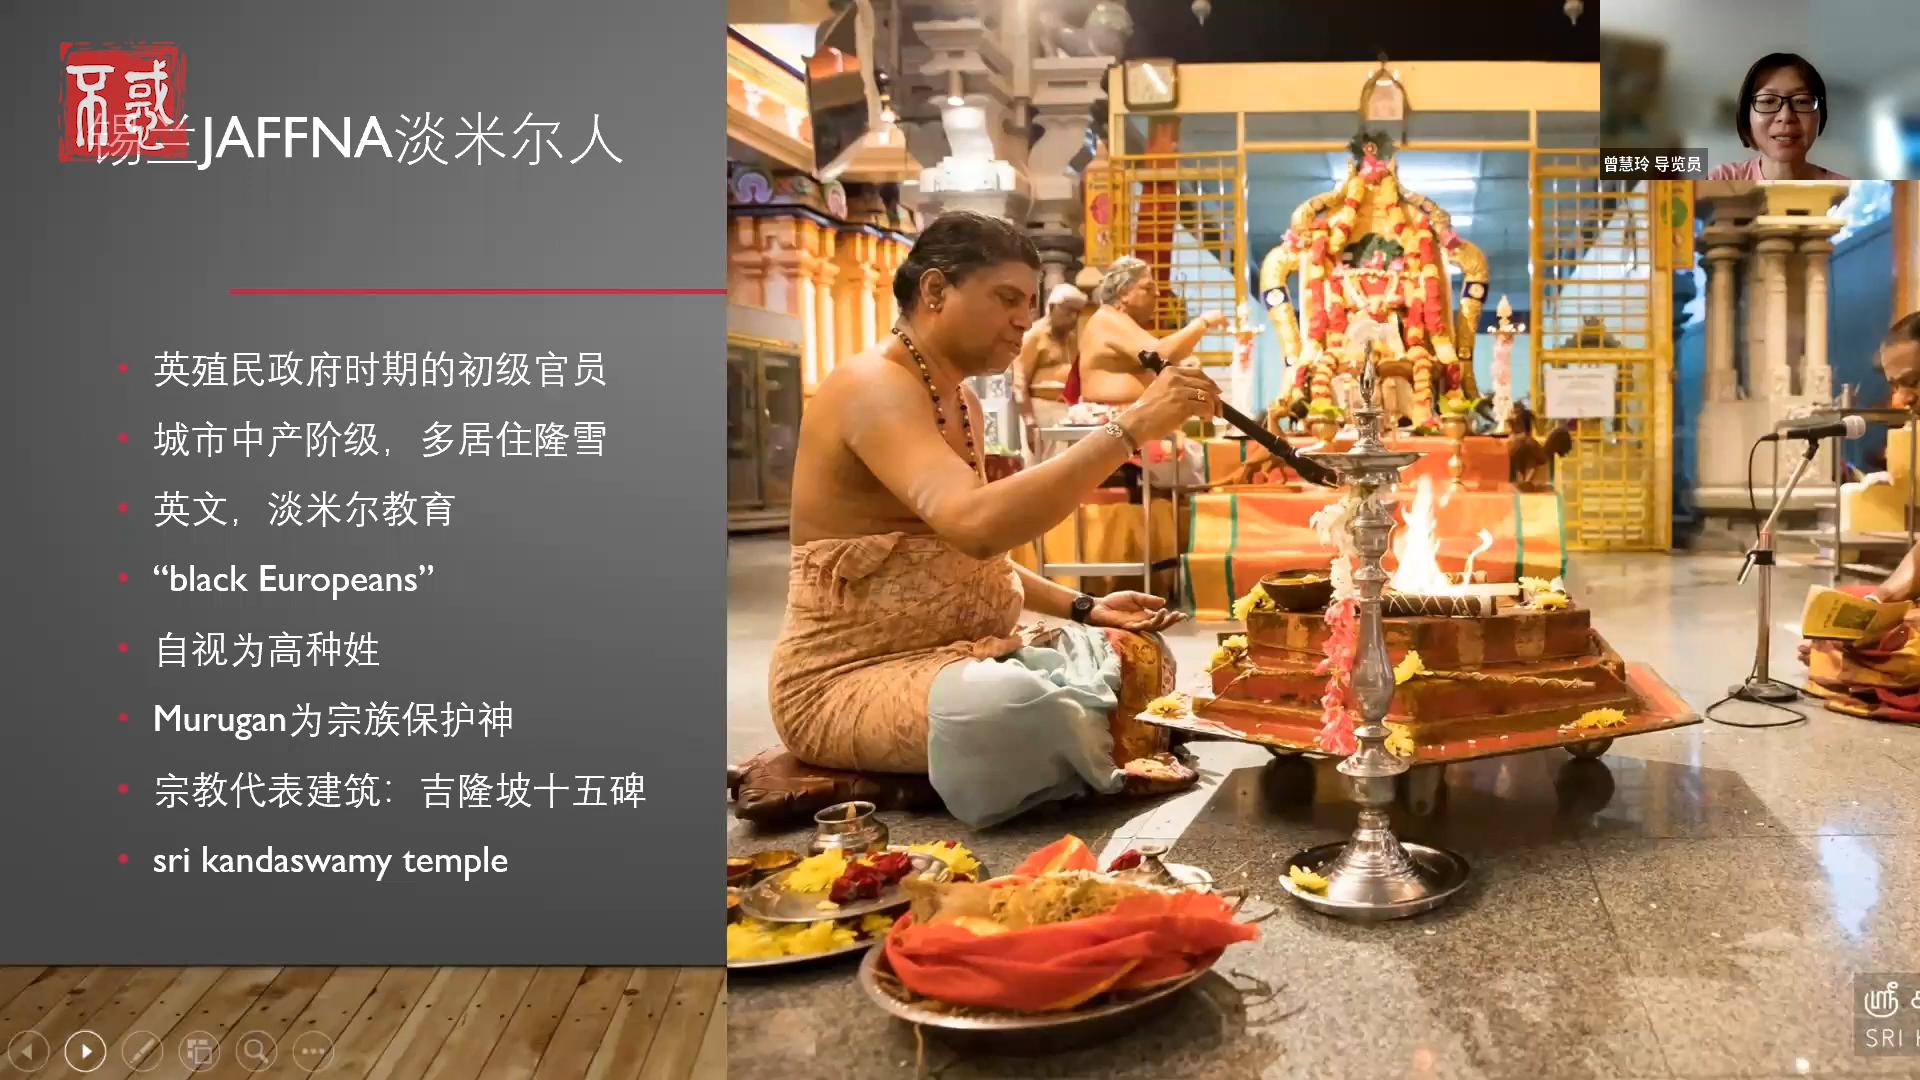 不惑
锡兰JAFFNA淡米尔人
英殖民政府时期的初级官员
城市中产阶级，多居住隆雪
英文，淡米尔教育
“black Europeans”
自视为高种姓
Murugan为宗族保护神
宗教代表建筑：吉隆坡十五碑
sri kandaswamy temple
曾慧玲 导览员
ஸ்ரீ
SRI